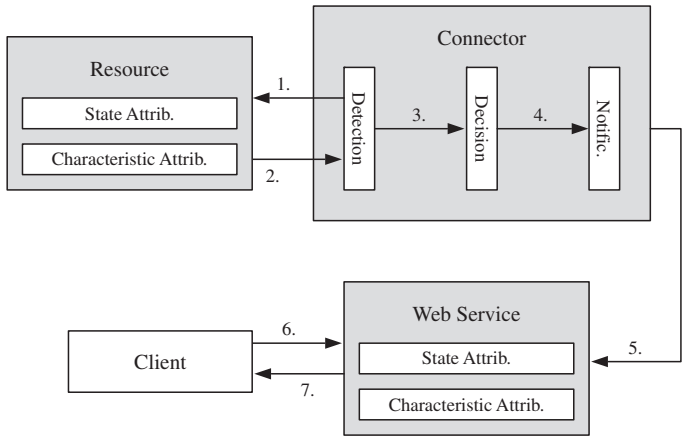 Connector
Resource
State Attrib.
Characteristic Attrib.
1.
2.
Detection
3.
Decision
4.
Notific.
Web Service
State Attrib.
Characteristic Attrib.
5.
Client
6.
7.